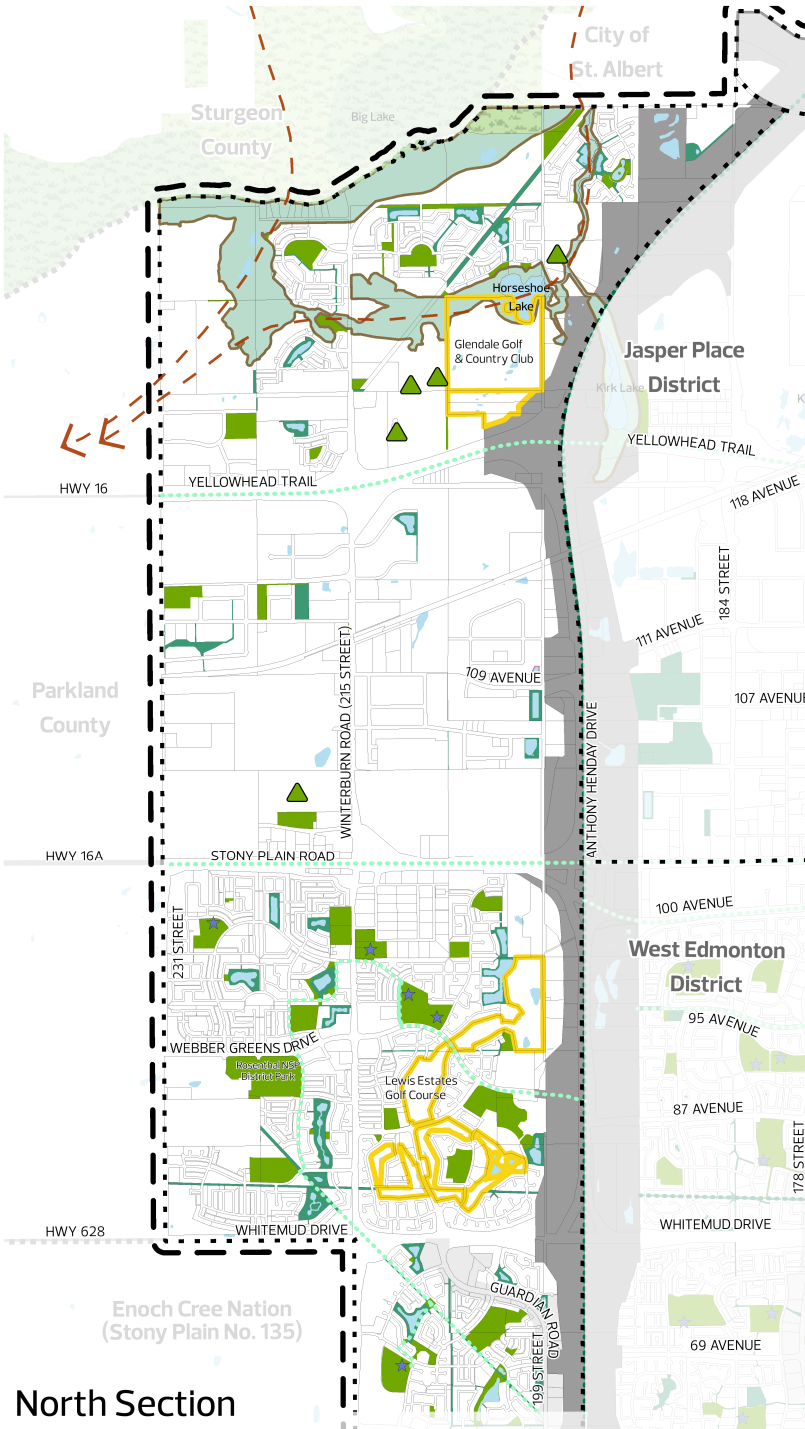 City of
St. Albert
Sturgeon
County
Big Lake
Horseshoe
Lake
Glendale Golf
& Country Club
Jasper Place
District
Kirk Lake
K
YELLOWHEAD TRAIL
YELLOWHEAD TRAIL
HWY 16
118 AVENUE
184 STREET
111 AVENUE
109 AVENUE
Parkland
County
107 AVENUE
WINTERBURN ROAD (215 STREET)
ANTHONY HENDAY DRIVE
HWY 16A
STONY PLAIN ROAD
100 AVENUE
231 STREET
West Edmonton
District
95 AVENUE
WEBBER GREENS DRIVE
Rosenthal NSP
District Park
Lewis Estates
Golf Course
87 AVENUE
178 STREET
HWY 628
WHITEMUD DRIVE
WHITEMUD DRIVE
Enoch Cree Nation
(Stony Plain No. 135)
GUARDIAN ROAD
199 STREET
69 AVENUE
North Section